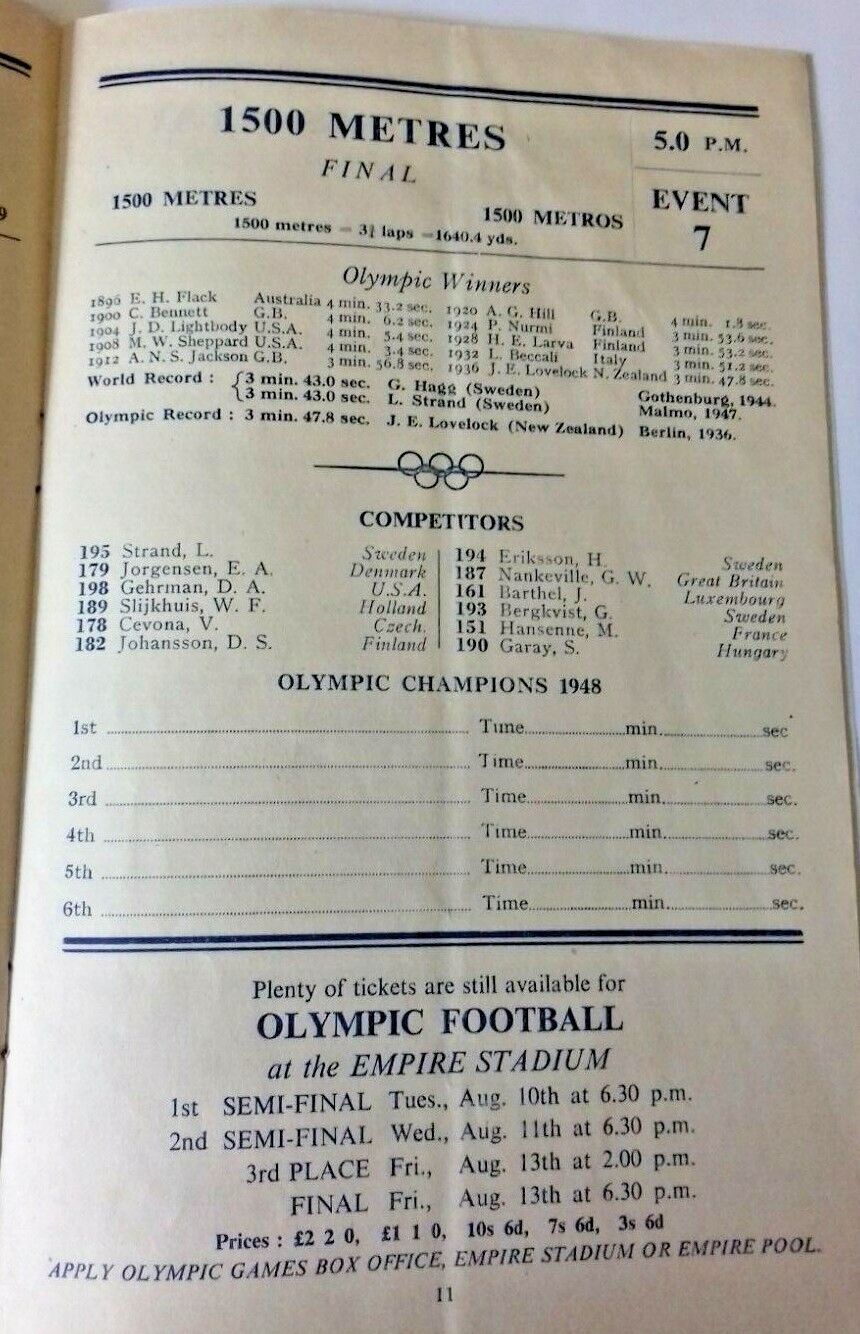 9
1500 METRES
5.0 P.M.
FINAL
EVENT
7
1500 METRES
1500 METROS
1500 metres = 3¾ laps = 1640.4 yds.
Olympic Winners
1896 E. H. Flack Australia 4 min. 33.2 sec.
1900 C. Bennett G.B. 4 min. 6.2 sec.
1904 J. D. Lightbody U.S.A. 4 min. 5.4 sec.
1908 M. W. Sheppard U.S.A. 4 min. 3.4 sec.
1912 A. N. S. Jackson G.B. 3 min. 56.8 sec.
1920 A. G. Hill G.B. 4 min. 1.8 sec.
1924 P. Nurmi Finland 3 min. 53.6 sec.
1928 H. E. Larva Finland 3 min. 53.2 sec.
1932 L. Beccali Italy 3 min. 51.2 sec.
1936 J. E. Lovelock N. Zealand 3 min. 47.8 sec.
World Record : { 3 min. 43.0 sec. G. Hagg (Sweden) Gothenburg, 1944.
3 min. 43.0 sec. L. Strand (Sweden) Malmo, 1947.
Olympic Record : 3 min. 47.8 sec. J. E. Lovelock (New Zealand) Berlin, 1936.
COMPETITORS
195 Strand, L. Sweden
179 Jorgensen, E. A. Denmark
198 Gehrman, D. A. U.S.A.
189 Slijkhuis, W. F. Holland
178 Cevona, V. Czech.
182 Johansson, D. S. Finland
194 Eriksson, H. Sweden
187 Nankeville, G. W. Great Britain
161 Barthel, J. Luxembourg
193 Bergkvist, G. Sweden
151 Hansenne, M. France
190 Garay, S. Hungary
OLYMPIC CHAMPIONS 1948
1st ........ Time........min.........sec
2nd ........ Time........min.........sec.
3rd ........ Time........min.........sec.
4th ........ Time........min.........sec.
5th ........ Time........min.........sec.
6th ........ Time........min.........sec.
Plenty of tickets are still available for
OLYMPIC FOOTBALL
at the EMPIRE STADIUM
1st SEMI-FINAL Tues., Aug. 10th at 6.30 p.m.
2nd SEMI-FINAL Wed., Aug. 11th at 6.30 p.m.
3rd PLACE Fri., Aug. 13th at 2.00 p.m.
FINAL Fri., Aug. 13th at 6.30 p.m.
Prices : £2 2 0, £1 1 0, 10s 6d, 7s 6d, 3s 6d
APPLY OLYMPIC GAMES BOX OFFICE, EMPIRE STADIUM OR EMPIRE POOL.
11